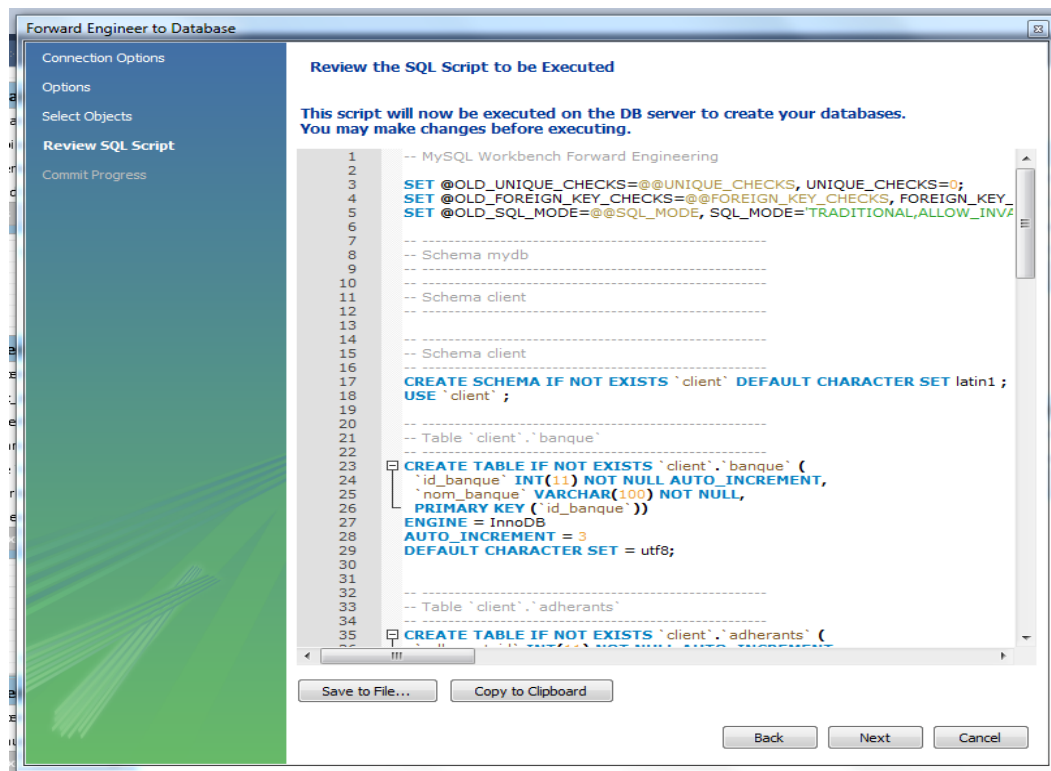 Forward Engineer to Database
Connection Options
Options
Select Objects
Review SQL Script
Commit Progress
Review the SQL Script to be Executed
This script will now be executed on the DB server to create your databases.
You may make changes before executing.
1 -- MySQL Workbench Forward Engineering
2
3 SET @OLD_UNIQUE_CHECKS=@@UNIQUE_CHECKS, UNIQUE_CHECKS=0;
4 SET @OLD_FOREIGN_KEY_CHECKS=@@FOREIGN_KEY_CHECKS, FOREIGN_KEY_
5 SET @OLD_SQL_MODE=@@SQL_MODE, SQL_MODE='TRADITIONAL,ALLOW_INVA
6
7 -- -----------------------------------------------------
8 -- Schema mydb
9 -- -----------------------------------------------------
10 -- -----------------------------------------------------
11 -- Schema client
12 -- -----------------------------------------------------
13
14 -- -----------------------------------------------------
15 -- Schema client
16 -- -----------------------------------------------------
17 CREATE SCHEMA IF NOT EXISTS `client` DEFAULT CHARACTER SET latin1 ;
18 USE `client` ;
19
20 -- -----------------------------------------------------
21 -- Table `client`.`banque`
22 -- -----------------------------------------------------
23 CREATE TABLE IF NOT EXISTS `client`.`banque` (
24 `id_banque` INT(11) NOT NULL AUTO_INCREMENT,
25 `nom_banque` VARCHAR(100) NOT NULL,
26 PRIMARY KEY (`id_banque`))
27 ENGINE = InnoDB
28 AUTO_INCREMENT = 3
29 DEFAULT CHARACTER SET = utf8;
30
31
32 -- -----------------------------------------------------
33 -- Table `client`.`adherants`
34 -- -----------------------------------------------------
35 CREATE TABLE IF NOT EXISTS `client`.`adherants` (
Save to File...
Copy to Clipboard
Back
Next
Cancel